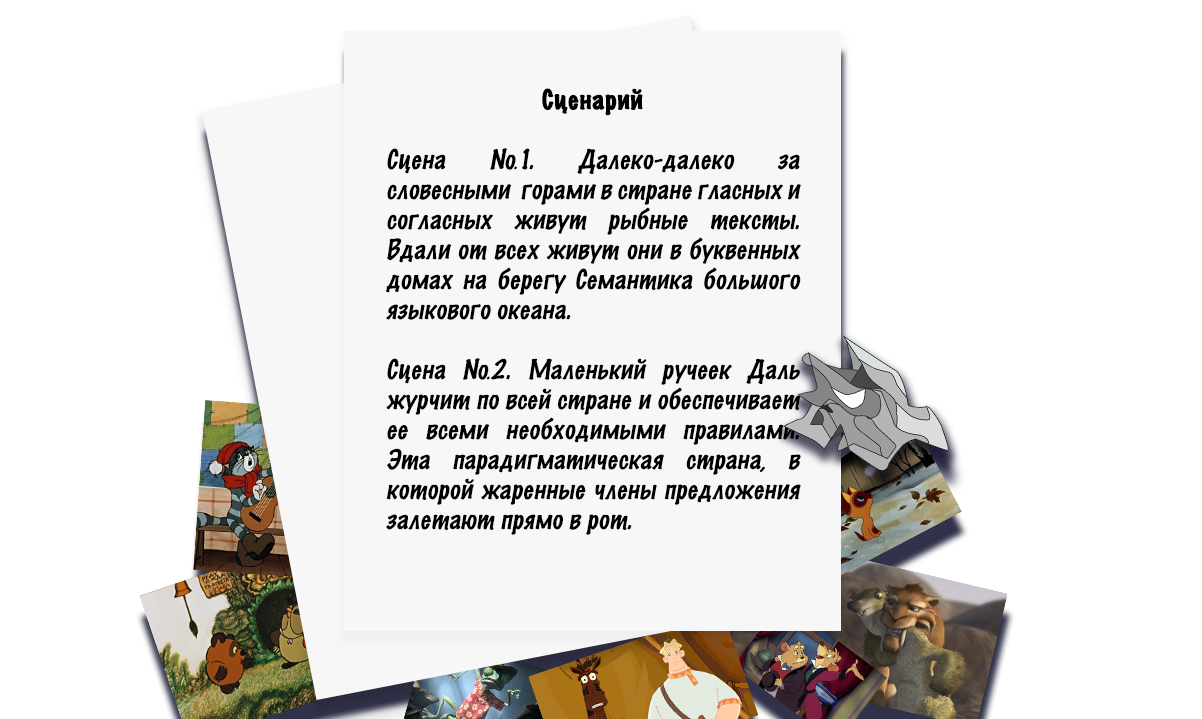 Сценарий
Сцена No.1. Далеко-далеко за
словесными горами в стране гласных и
согласных живут рыбные тексты.
Вдали от всех живут они в буквенных
домах на берегу Семантика большого
языкового океана.
Сцена No.2. Маленький ручеек Даль
журчит по всей стране и обеспечивает
ее всеми необходимыми правилами.
Эта парадигматическая страна, в
которой жаренные члены предложения
залетают прямо в рот.